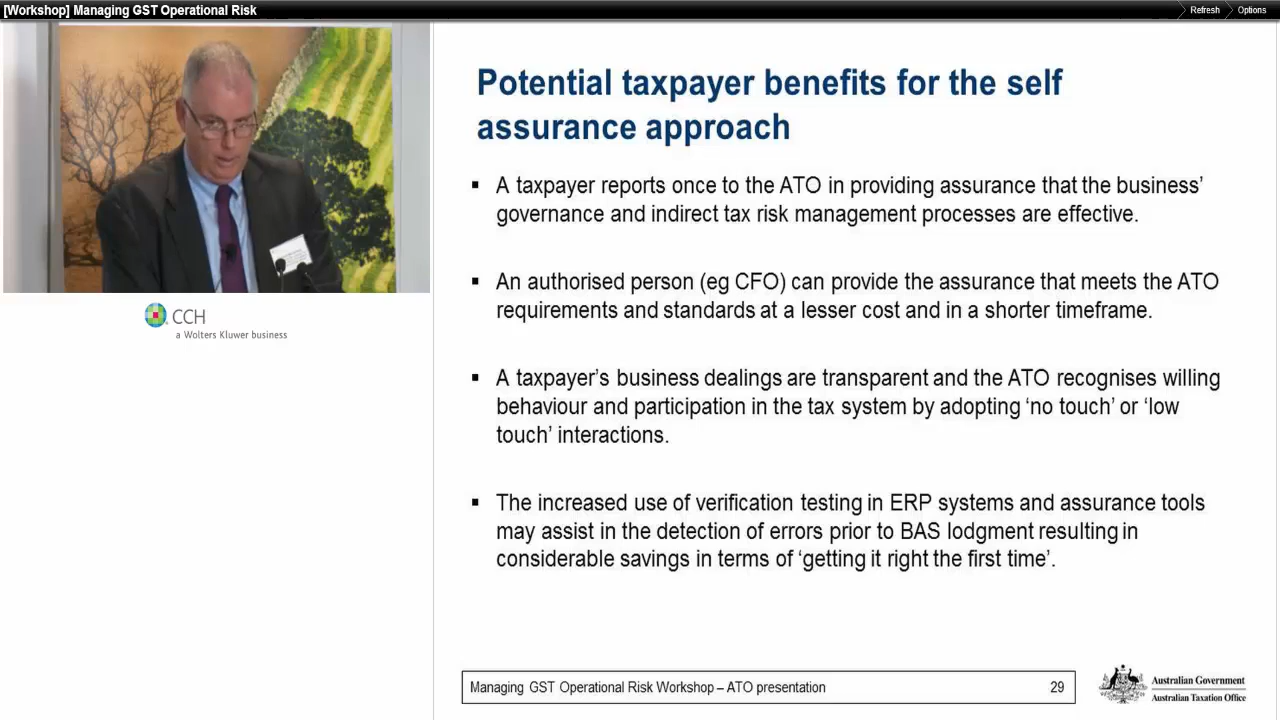 [Workshop] Managing GST Operational Risk
Refresh
Options
CCH
a Wolters Kluwer business
Potential taxpayer benefits for the self
assurance approach
▪ A taxpayer reports once to the ATO in providing assurance that the business’
governance and indirect tax risk management processes are effective.
▪ An authorised person (eg CFO) can provide the assurance that meets the ATO
requirements and standards at a lesser cost and in a shorter timeframe.
▪ A taxpayer’s business dealings are transparent and the ATO recognises willing
behaviour and participation in the tax system by adopting ‘no touch’ or ‘low
touch’ interactions.
▪ The increased use of verification testing in ERP systems and assurance tools
may assist in the detection of errors prior to BAS lodgment resulting in
considerable savings in terms of ‘getting it right the first time’.
Managing GST Operational Risk Workshop – ATO presentation 29
Australian Government
Australian Taxation Office